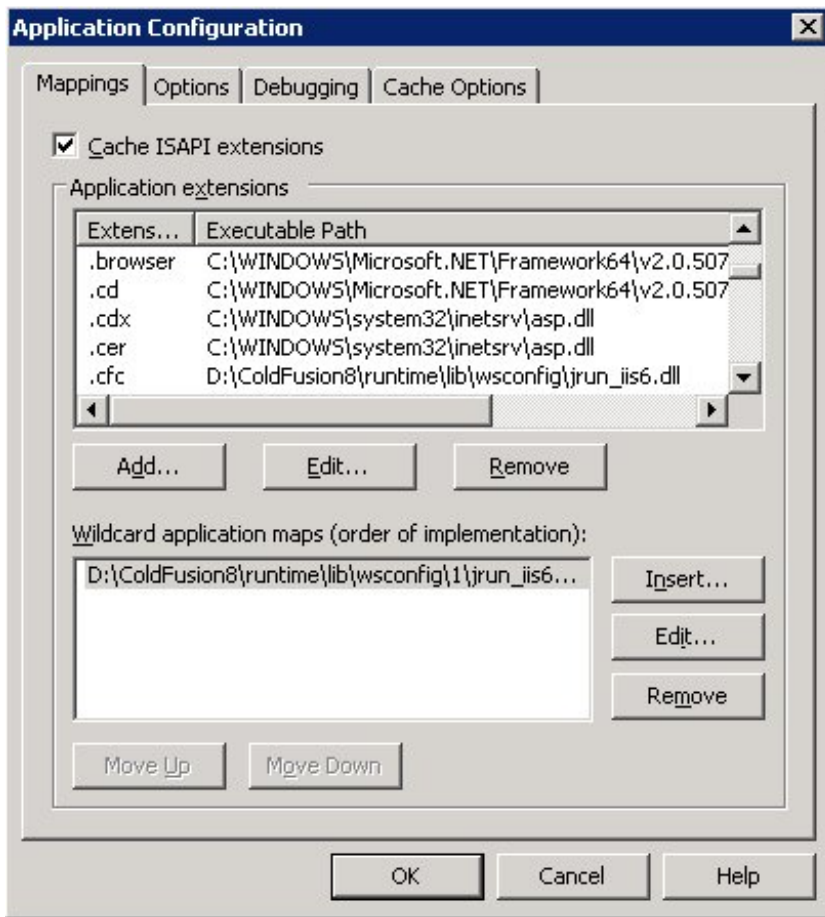 Application Configuration
Mappings Options Debugging Cache Options
Cache ISAPI extensions
Application extensions
Extens... Executable Path
.browser C:\WINDOWS\Microsoft.NET\Framework64\v2.0.507
.cd C:\WINDOWS\Microsoft.NET\Framework64\v2.0.507
.cdx C:\WINDOWS\system32\inetsrv\asp.dll
.cer C:\WINDOWS\system32\inetsrv\asp.dll
.cfc D:\ColdFusion8\runtime\lib\wsconfig\jrun_iis6.dll
Add... Edit... Remove
Wildcard application maps (order of implementation):
D:\ColdFusion8\runtime\lib\wsconfig\1\jrun_iis6... Insert...
Edit...
Remove
Move Up Move Down
OK Cancel Help